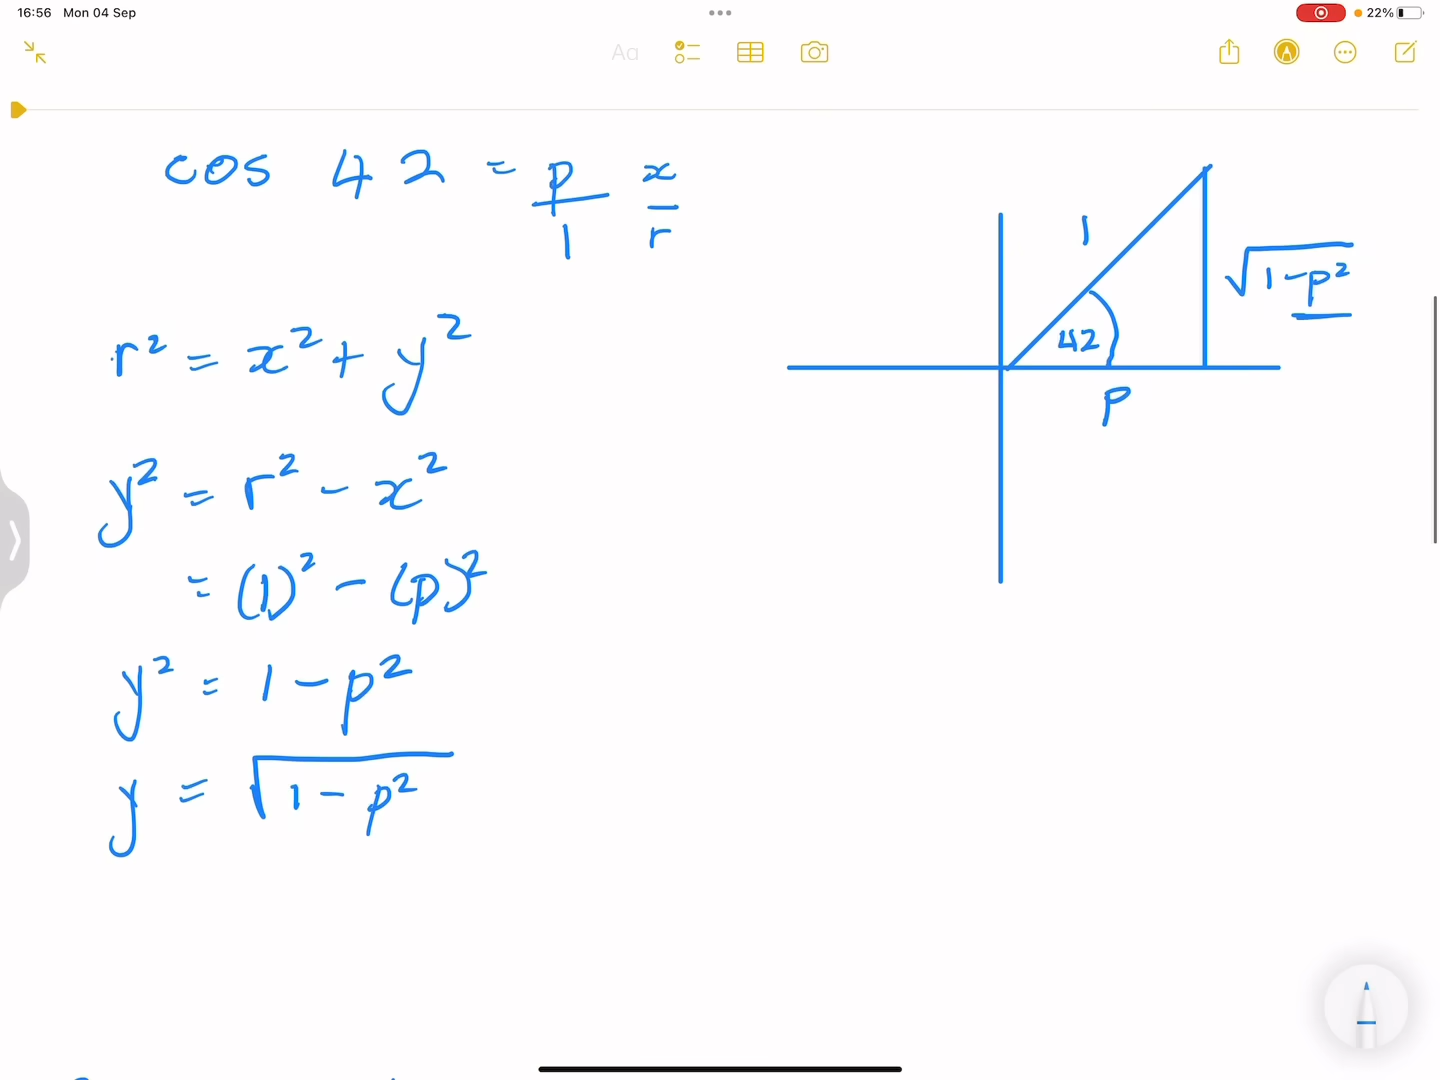 16:56 Mon 04 Sep
22%
Aa
cos 42 = p/1 x/r
r² = x² + y²
y² = r² - x²
= (1)² - (p)²
y² = 1 - p²
y = √(1 - p²)
1
√(1-p²)
42
p